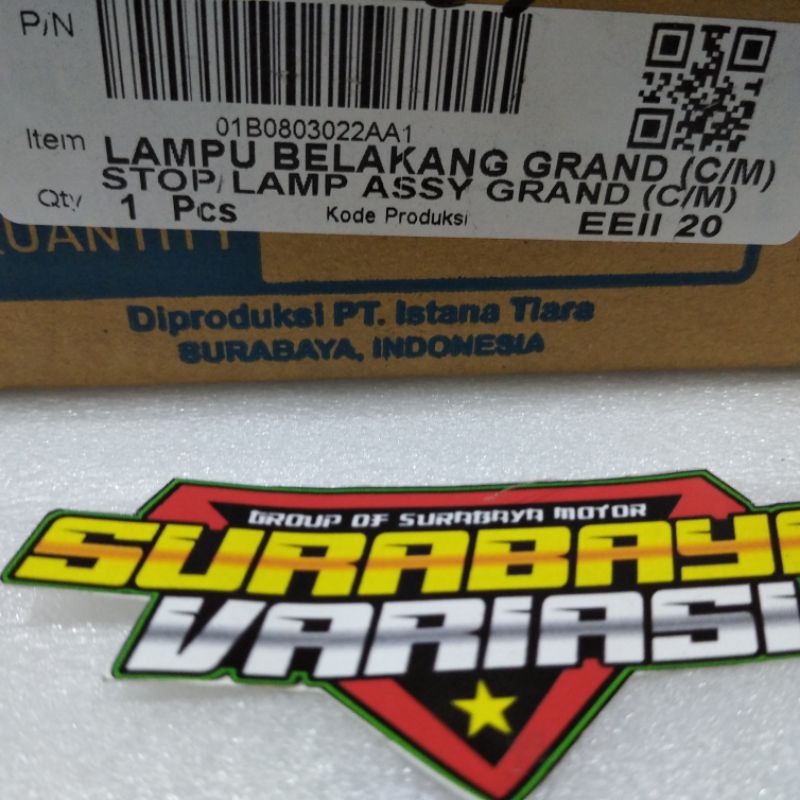 P/N
01B0803022AA1
Item LAMPU BELAKANG GRAND (C/M)
STOP/LAMP ASSY GRAND (C/M)
Qty 1 Pcs Kode Produksi EEII 20
QUANTITY
Diproduksi PT. Istana Tiara
SURABAYA, INDONESIA
GROUP OF SURABAYA MOTOR
SURABAYA
VARIASI